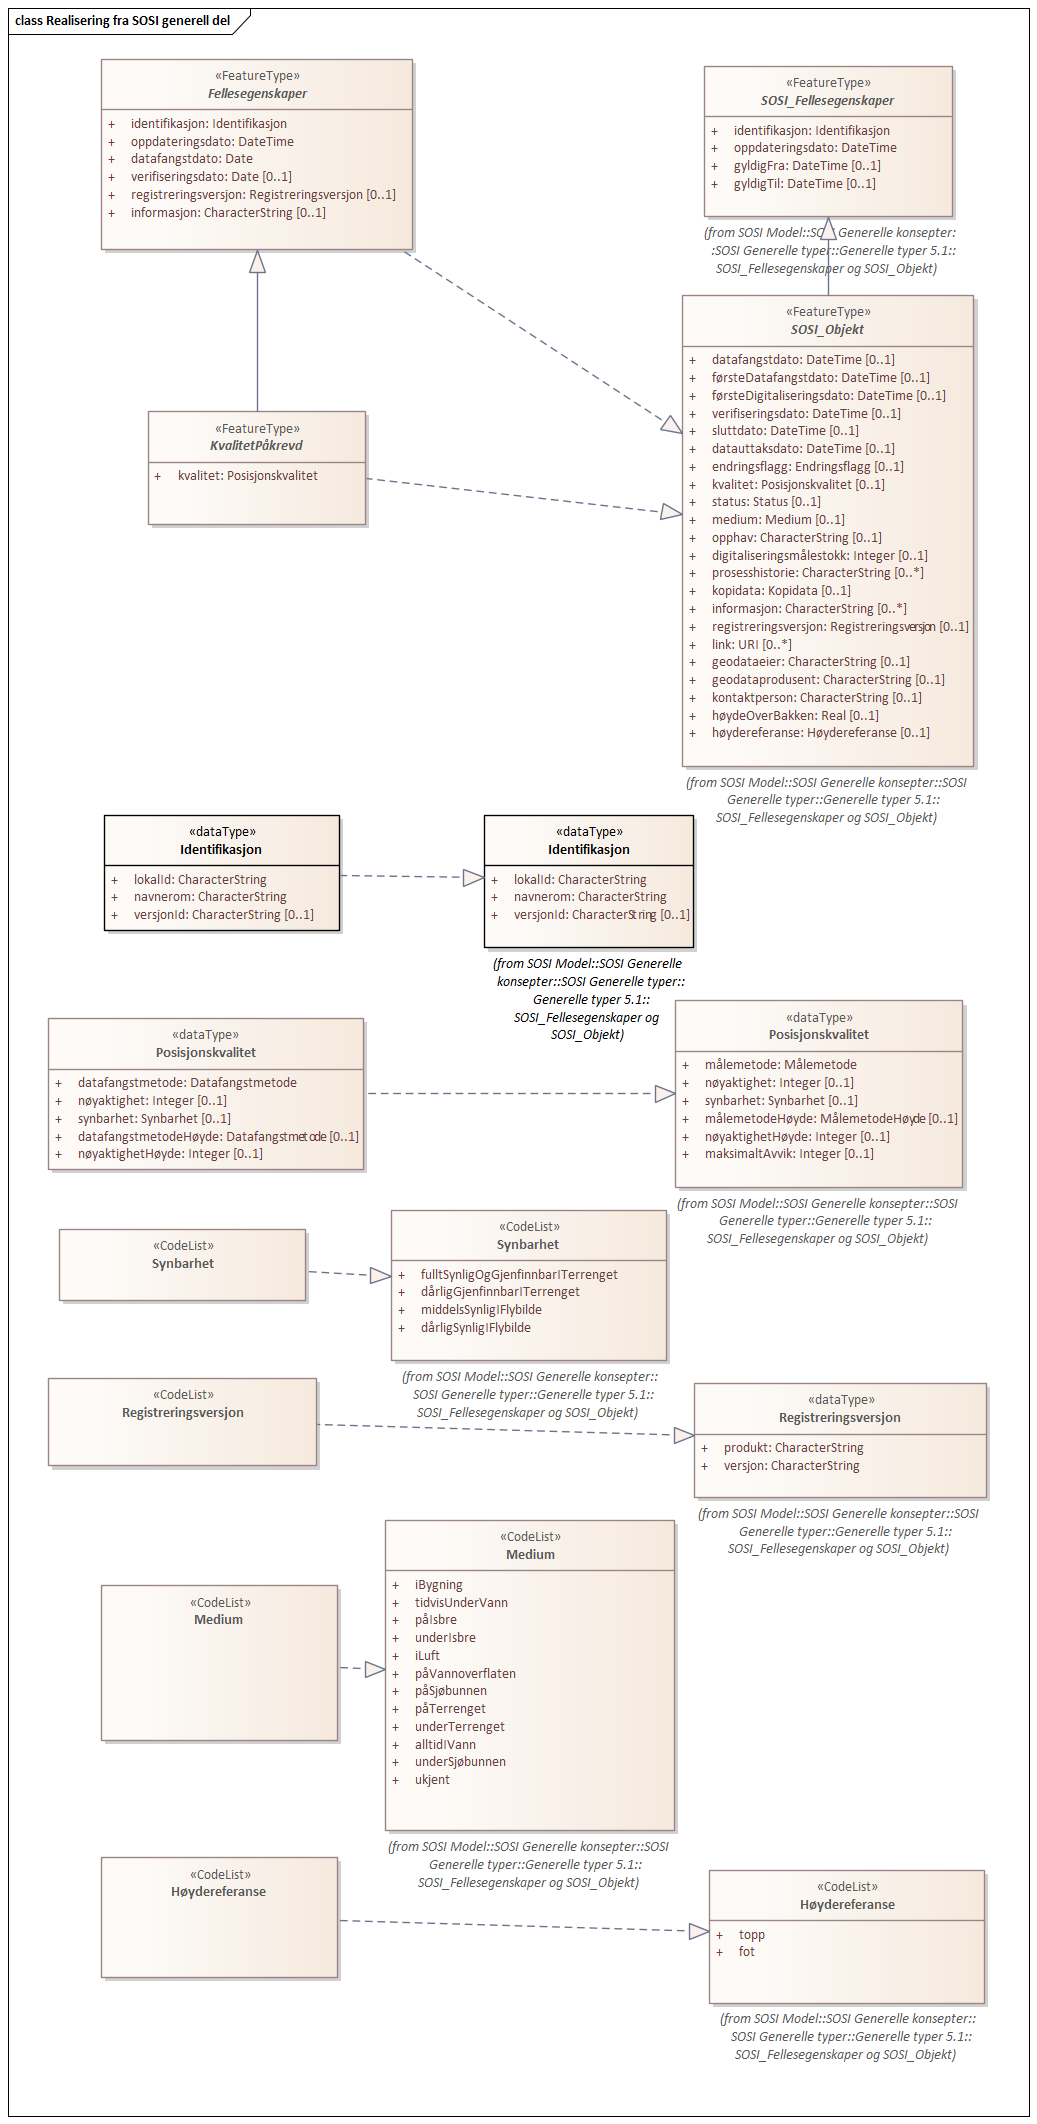 class Realisering fra SOSI generell del
«FeatureType»
Fellesegenskaper
+ identifikasjon: Identifikasjon
+ oppdateringsdato: DateTime
+ datafangstdato: Date
+ verifiseringsdato: Date [0..1]
+ registreringsversjon: Registreringsversjon [0..1]
+ informasjon: CharacterString [0..1]
«FeatureType»
SOSI_Fellesegenskaper
+ identifikasjon: Identifikasjon
+ oppdateringsdato: DateTime
+ gyldigFra: DateTime [0..1]
+ gyldigTil: DateTime [0..1]
(from SOSI Model::SOSI Generelle konsepter:
:SOSI Generelle typer::Generelle typer 5.1::
SOSI_Fellesegenskaper og SOSI_Objekt)
«FeatureType»
KvalitetPåkrevd
+ kvalitet: Posisjonskvalitet
«FeatureType»
SOSI_Objekt
+ datafangstdato: DateTime [0..1]
+ førsteDatafangstdato: DateTime [0..1]
+ førsteDigitaliseringsdato: DateTime [0..1]
+ verifiseringsdato: DateTime [0..1]
+ sluttdato: DateTime [0..1]
+ datauttaksdato: DateTime [0..1]
+ endringsflagg: Endringsflagg [0..1]
+ kvalitet: Posisjonskvalitet [0..1]
+ status: Status [0..1]
+ medium: Medium [0..1]
+ opphav: CharacterString [0..1]
+ digitaliseringsmålestokk: Integer [0..1]
+ prosesshistorie: CharacterString [0..*]
+ kopidata: Kopidata [0..1]
+ informasjon: CharacterString [0..*]
+ registreringsversjon: Registreringsversjon [0..1]
+ link: URI [0..*]
+ geodataeier: CharacterString [0..1]
+ geodataprodusent: CharacterString [0..1]
+ kontaktperson: CharacterString [0..1]
+ høydeOverBakken: Real [0..1]
+ høydereferanse: Høydereferanse [0..1]
(from SOSI Model::SOSI Generelle konsepter::SOSI
Generelle typer::Generelle typer 5.1::
SOSI_Fellesegenskaper og SOSI_Objekt)
«dataType»
Identifikasjon
+ lokalId: CharacterString
+ navnerom: CharacterString
+ versjonId: CharacterString [0..1]
«dataType»
Identifikasjon
+ lokalId: CharacterString
+ navnerom: CharacterString
+ versjonId: CharacterString [0..1]
(from SOSI Model::SOSI Generelle
konsepter::SOSI Generelle typer::
Generelle typer 5.1::
SOSI_Fellesegenskaper og
SOSI_Objekt)
«dataType»
Posisjonskvalitet
+ datafangstmetode: Datafangstmetode
+ nøyaktighet: Integer [0..1]
+ synbarhet: Synbarhet [0..1]
+ datafangstmetodeHøyde: Datafangstmetode [0..1]
+ nøyaktighetHøyde: Integer [0..1]
«dataType»
Posisjonskvalitet
+ målemetode: Målemetode
+ nøyaktighet: Integer [0..1]
+ synbarhet: Synbarhet [0..1]
+ målemetodeHøyde: MålemetodeHøyde [0..1]
+ nøyaktighetHøyde: Integer [0..1]
+ maksimaltAvvik: Integer [0..1]
(from SOSI Model::SOSI Generelle konsepter::SOSI
Generelle typer::Generelle typer 5.1::
SOSI_Fellesegenskaper og SOSI_Objekt)
«CodeList»
Synbarhet
«CodeList»
Synbarhet
+ fulltSynligOgGjenfinnbarITerrenget
+ dårligGjenfinnbarITerrenget
+ middelsSynligIFlybilde
+ dårligSynligIFlybilde
(from SOSI Model::SOSI Generelle konsepter::
SOSI Generelle typer::Generelle typer 5.1::
SOSI_Fellesegenskaper og SOSI_Objekt)
«CodeList»
Registreringsversjon
«dataType»
Registreringsversjon
+ produkt: CharacterString
+ versjon: CharacterString
(from SOSI Model::SOSI Generelle konsepter::SOSI
Generelle typer::Generelle typer 5.1::
SOSI_Fellesegenskaper og SOSI_Objekt)
«CodeList»
Medium
«CodeList»
Medium
+ iBygning
+ tidvisUnderVann
+ påIsbre
+ underIsbre
+ iLuft
+ påVannoverflaten
+ påSjøbunnen
+ påTerrenget
+ underTerrenget
+ alltidIVann
+ underSjøbunnen
+ ukjent
(from SOSI Model::SOSI Generelle konsepter::SOSI
Generelle typer::Generelle typer 5.1::
SOSI_Fellesegenskaper og SOSI_Objekt)
«CodeList»
Høydereferanse
«CodeList»
Høydereferanse
+ topp
+ fot
(from SOSI Model::SOSI Generelle konsepter::
SOSI Generelle typer::Generelle typer 5.1::
SOSI_Fellesegenskaper og SOSI_Objekt)